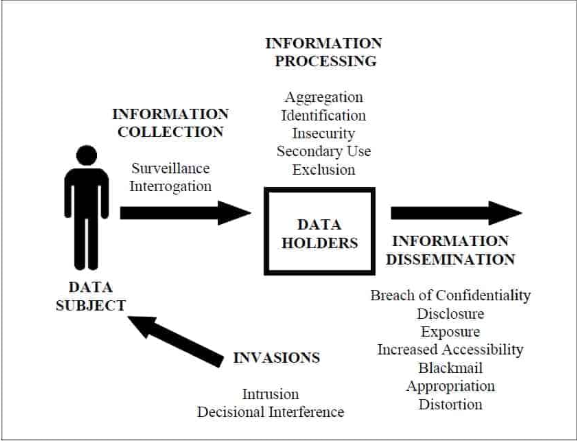 INFORMATION
PROCESSING
Aggregation
Identification
Insecurity
Secondary Use
Exclusion
INFORMATION
COLLECTION
Surveillance
Interrogation
DATA
HOLDERS
DATA
SUBJECT
INFORMATION
DISSEMINATION
Breach of Confidentiality
Disclosure
Exposure
Increased Accessibility
Blackmail
Appropriation
Distortion
INVASIONS
Intrusion
Decisional Interference